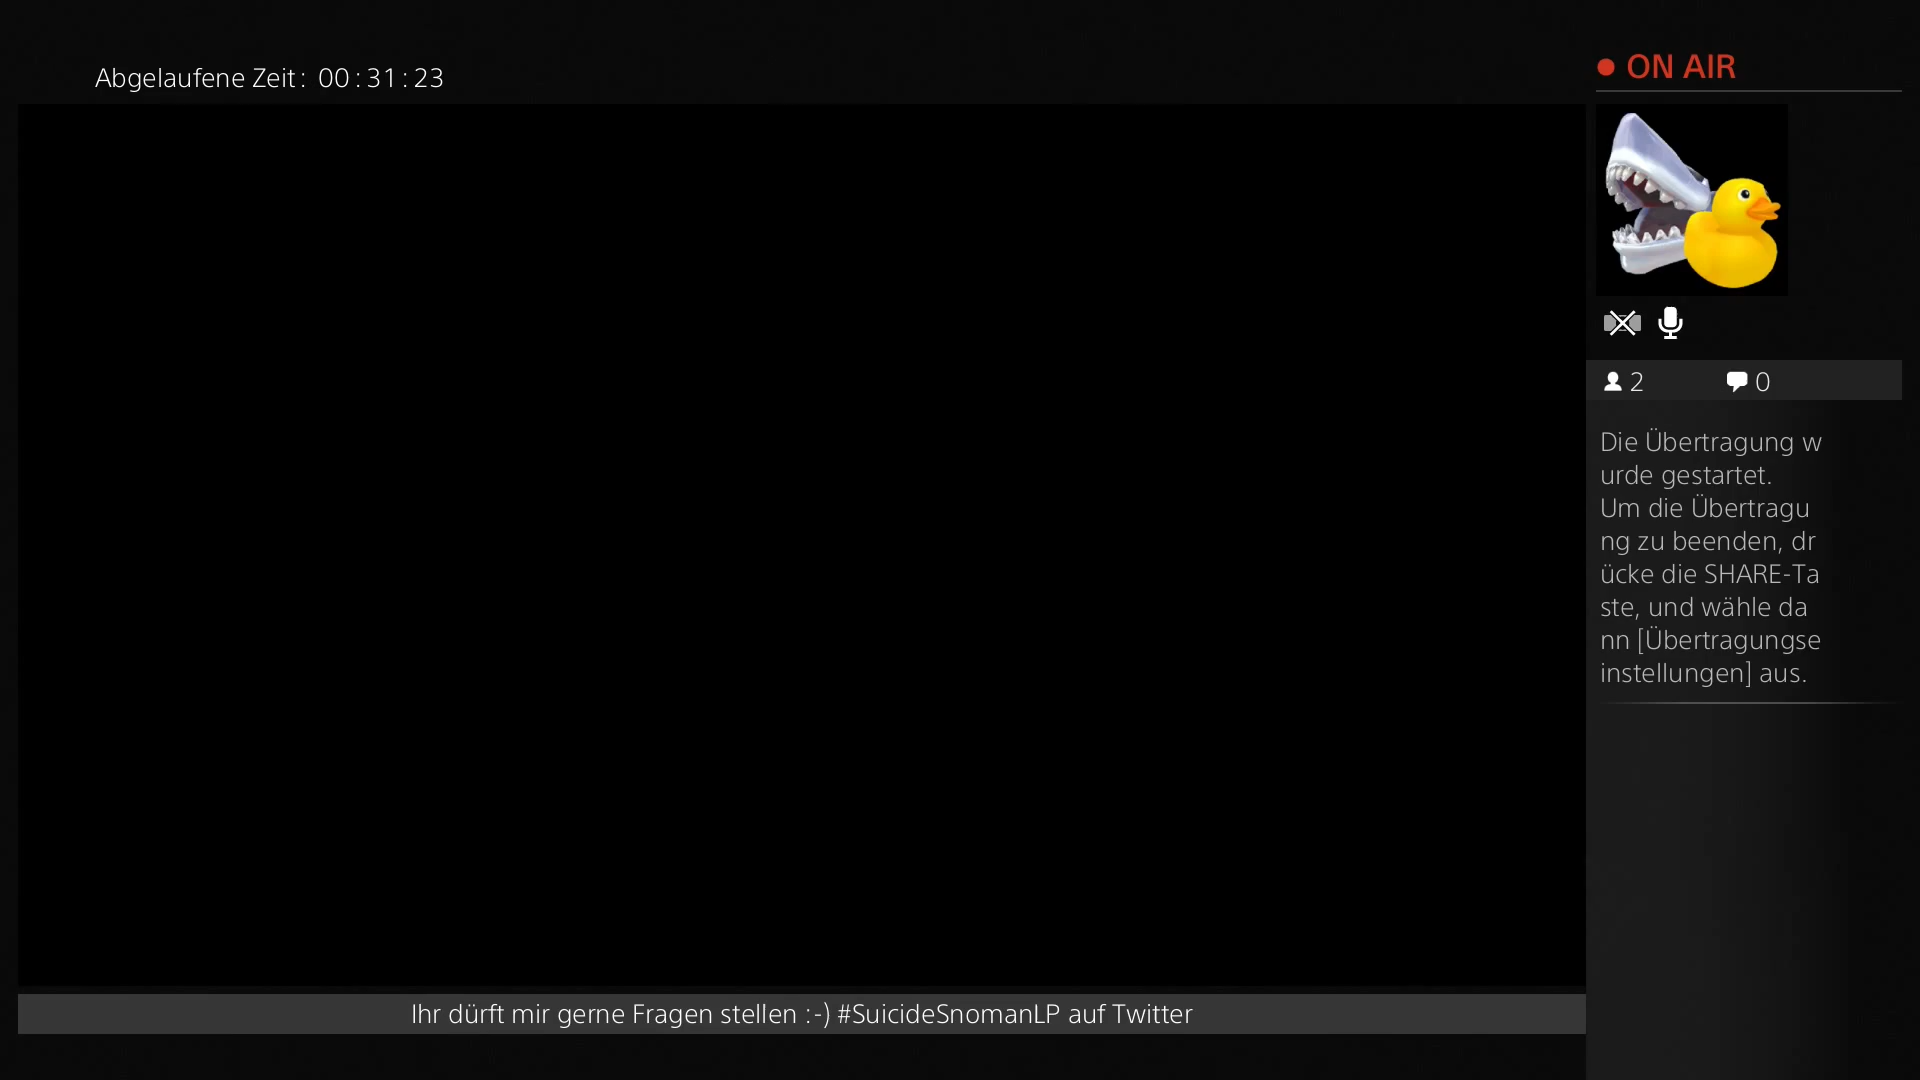 Abgelaufene Zeit: 00:31:23
ON AIR
2
0
Die Übertragung w
urde gestartet.
Um die Übertragu
ng zu beenden, dr
ücke die SHARE-Ta
ste, und wähle da
nn [Übertragungse
instellungen] aus.
Ihr dürft mir gerne Fragen stellen :-) #SuicideSnomanLP auf Twitter